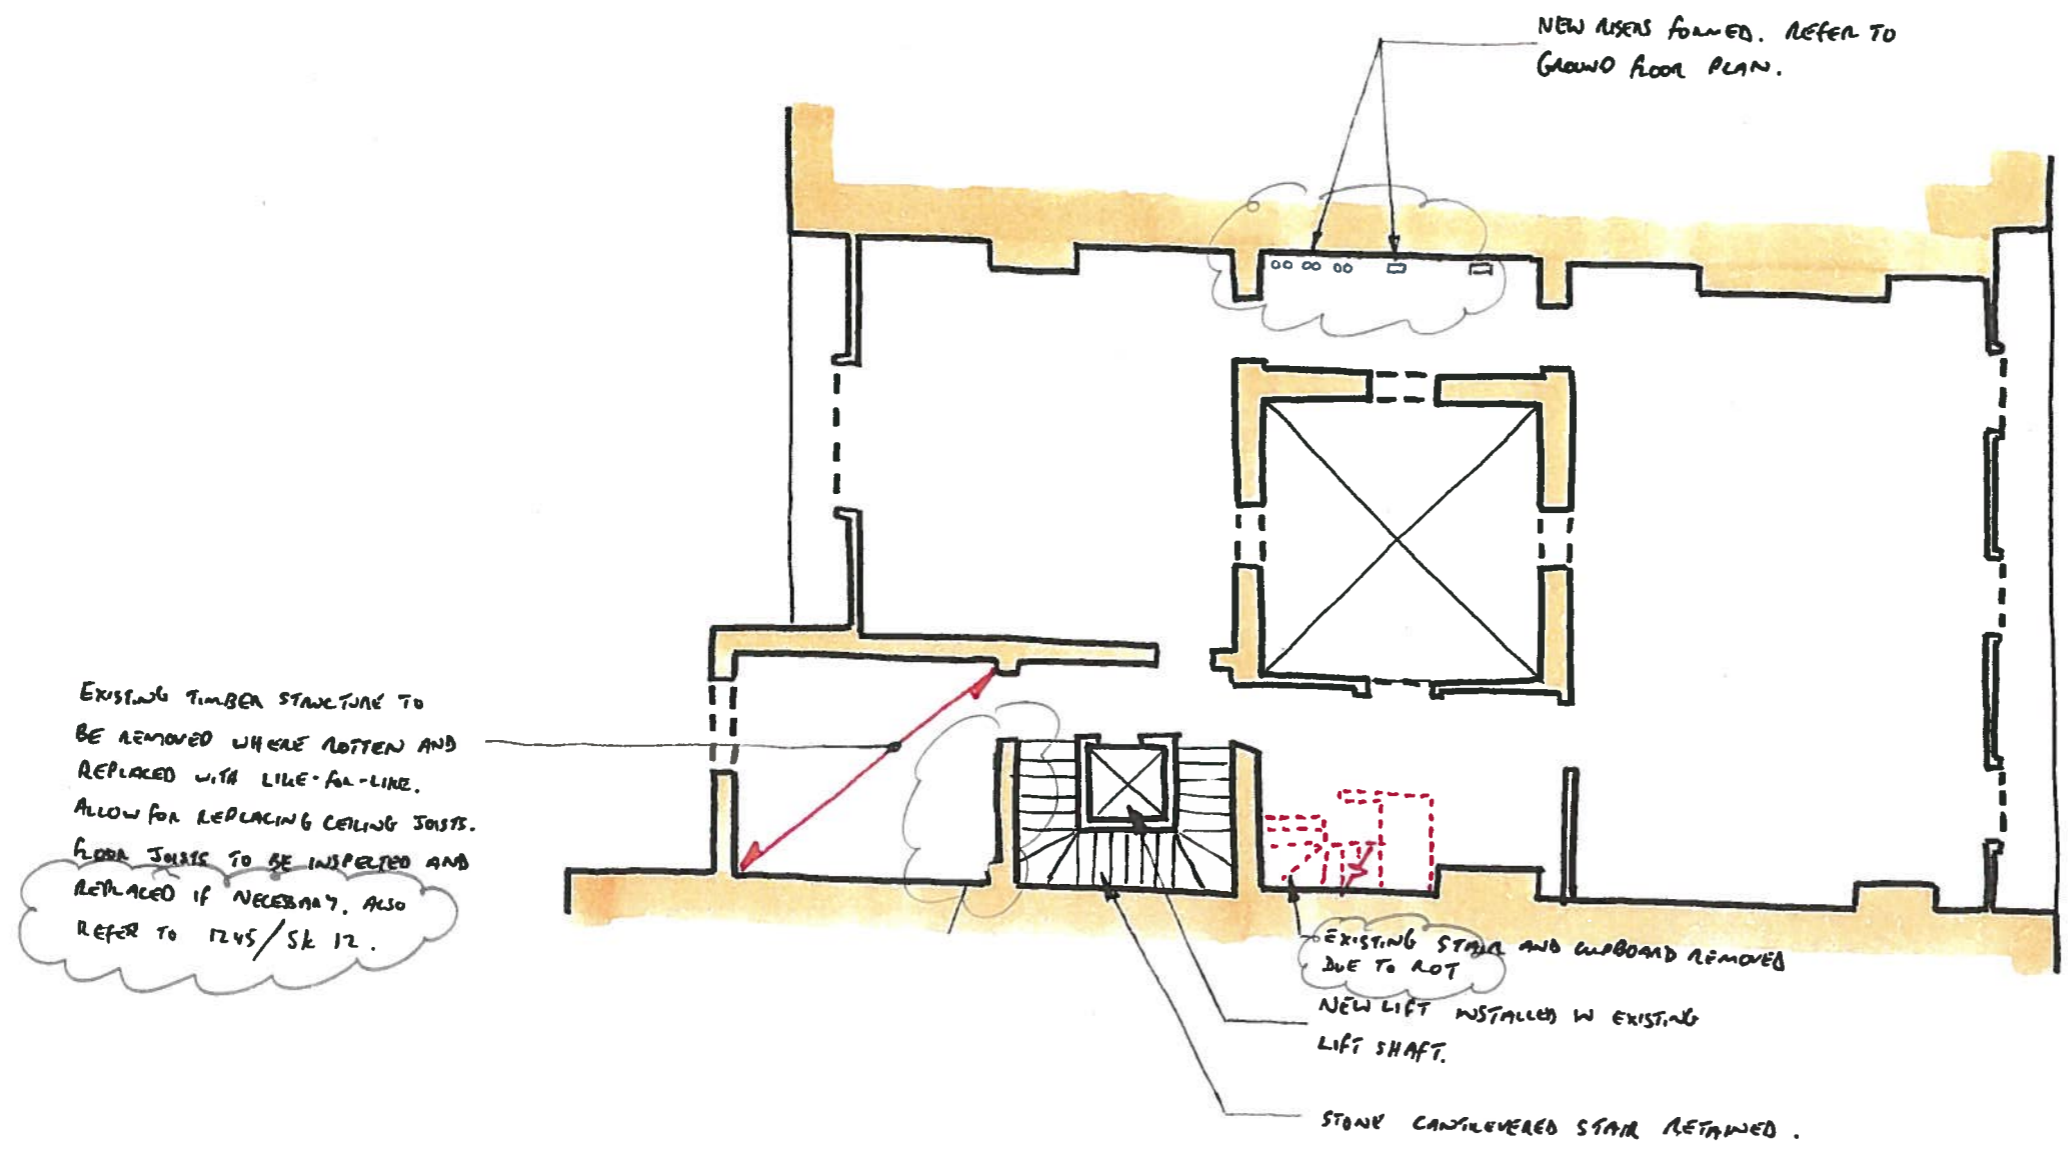 NEW RISERS FORMED. REFER TO
GROUND FLOOR PLAN.
EXISTING TIMBER STRUCTURE TO
BE REMOVED WHERE ROTTEN AND
REPLACED WITH LIKE-FOR-LIKE.
ALLOW FOR REPLACING CEILING JOISTS.
FLOOR JOISTS TO BE INSPECTED AND
REPLACED IF NECESSARY. ALSO
REFER TO 1245/SK 12.
EXISTING STAIR AND CUPBOARD REMOVED
DUE TO ROT
NEW LIFT INSTALLED IN EXISTING
LIFT SHAFT.
STONE CANTILEVERED STAIR RETAINED.